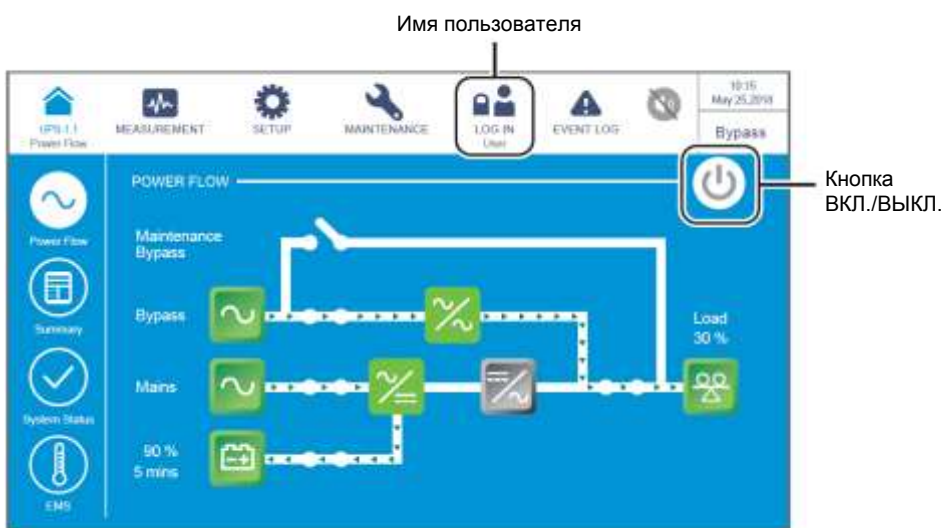 Имя пользователя
10:15
May 25,2018
UPS-1.1
MEASUREMENT
SETUP
MAINTENANCE
LOG IN
EVENT LOG
Power Flow
User
Bypass
POWER FLOW
Кнопка
ВКЛ./ВЫКЛ.
Power Flow
Maintenance
Bypass
Summary
Bypass
Load
30 %
Mains
System Status
90 %
5 mins
EMS